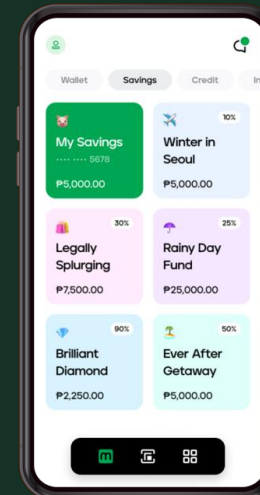 Wallet
Savings
Credit
In
My Savings
•••• •••• 5678
₱5,000.00
10%
Winter in
Seoul
₱5,000.00
30%
Legally
Splurging
₱7,500.00
25%
Rainy Day
Fund
₱25,000.00
90%
Brilliant
Diamond
₱2,250.00
50%
Ever After
Getaway
₱5,000.00